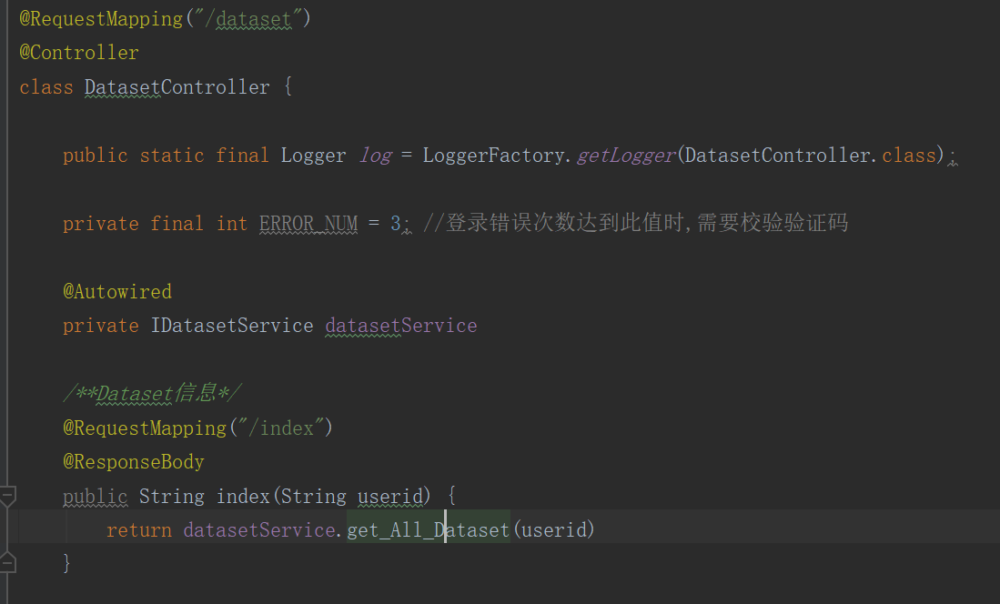 @RequestMapping("/dataset")
@Controller
class DatasetController {
public static final Logger log = LoggerFactory.getLogger(DatasetController.class);
private final int ERROR_NUM = 3; //登录错误次数达到此值时,需要校验验证码
@Autowired
private IDatasetService datasetService
/**Dataset信息*/
@RequestMapping("/index")
@ResponseBody
public String index(String userid) {
return datasetService.get_All_Dataset(userid)
}